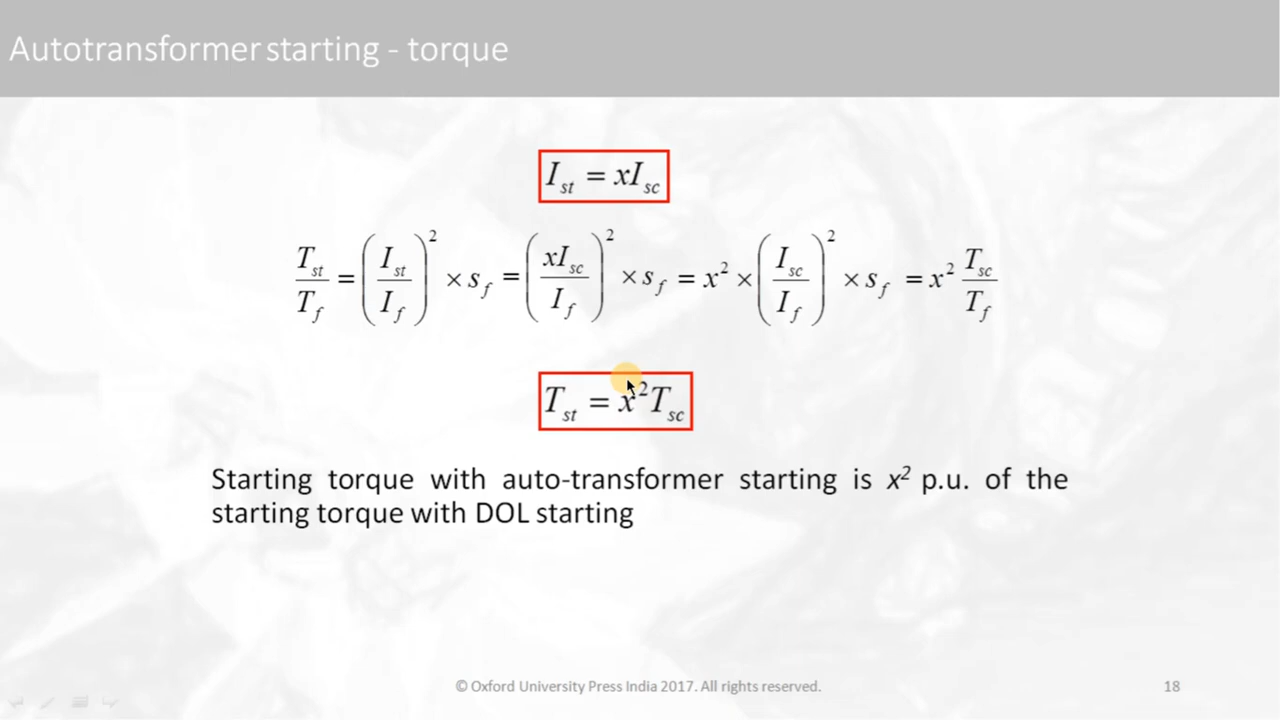 Autotransformer starting - torque
I_st = xI_sc
T_st / T_f = (I_st / I_f)^2 × s_f = (xI_sc / I_f)^2 × s_f = x^2 × (I_sc / I_f)^2 × s_f = x^2 T_sc / T_f
T_st = x^2 T_sc
Starting torque with auto-transformer starting is x^2 p.u. of the
starting torque with DOL starting
© Oxford University Press India 2017. All rights reserved.
18